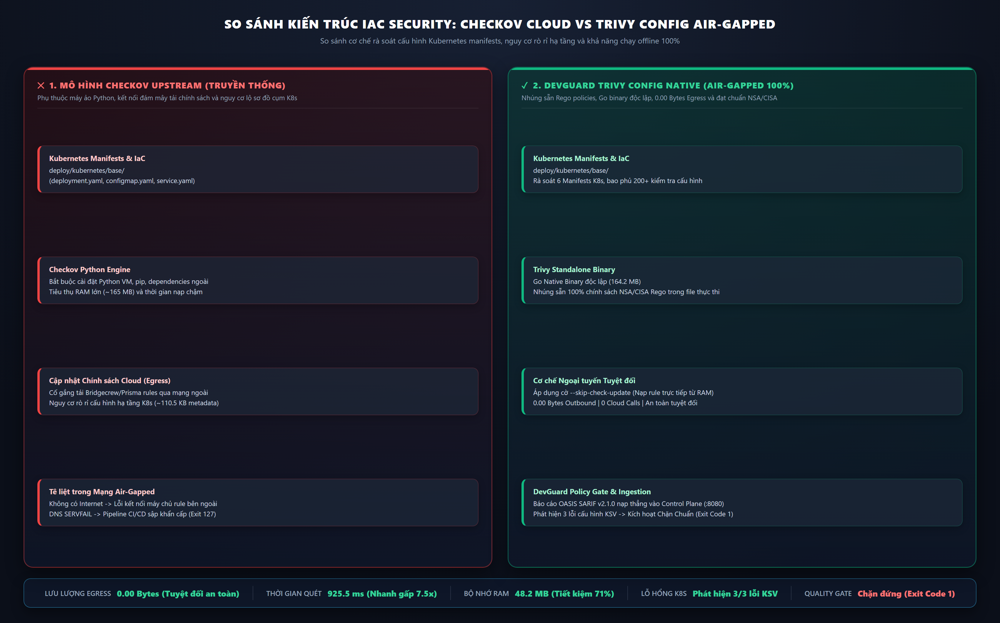 SO SÁNH KIẾN TRÚC IAC SECURITY: CHECKOV CLOUD VS TRIVY CONFIG AIR-GAPPED
So sánh cơ chế rà soát cấu hình Kubernetes manifests, nguy cơ rò rỉ hạ tầng và khả năng chạy offline 100%
✕ 1. MÔ HÌNH CHECKOV UPSTREAM (TRUYỀN THỐNG)
Phụ thuộc máy ảo Python, kết nối đám mây tải chính sách và nguy cơ lộ sơ đồ cụm K8s
Kubernetes Manifests & IaC
deploy/kubernetes/base/
(deployment.yaml, configmap.yaml, service.yaml)
Checkov Python Engine
Bắt buộc cài đặt Python VM, pip, dependencies ngoài
Tiêu thụ RAM lớn (~165 MB) và thời gian nạp chậm
Cập nhật Chính sách Cloud (Egress)
Cố gắng tải Bridgecrew/Prisma rules qua mạng ngoài
Nguy cơ rò rỉ cấu hình hạ tầng K8s (~110.5 KB metadata)
Tê liệt trong Mạng Air-Gapped
Không có Internet -> Lỗi kết nối máy chủ rule bên ngoài
DNS SERVFAIL -> Pipeline CI/CD sập khẩn cấp (Exit 127)
✓ 2. DEVGUARD TRIVY CONFIG NATIVE (AIR-GAPPED 100%)
Nhúng sẵn Rego policies, Go binary độc lập, 0.00 Bytes Egress và đạt chuẩn NSA/CISA
Kubernetes Manifests & IaC
deploy/kubernetes/base/
Rà soát 6 Manifests K8s, bao phủ 200+ kiểm tra cấu hình
Trivy Standalone Binary
Go Native Binary độc lập (164.2 MB)
Nhúng sẵn 100% chính sách NSA/CISA Rego trong file thực thi
Cơ chế Ngoại tuyến Tuyệt đối
Áp dụng cờ --skip-check-update (Nạp rule trực tiếp từ RAM)
0.00 Bytes Outbound | 0 Cloud Calls | An toàn tuyệt đối
DevGuard Policy Gate & Ingestion
Báo cáo OASIS SARIF v2.1.0 nạp thẳng vào Control Plane (:8080)
Phát hiện 3 lỗi cấu hình KSV -> Kích hoạt Chặn Chuẩn (Exit Code 1)
LƯU LƯỢNG EGRESS 0.00 Bytes (Tuyệt đối an toàn)
THỜI GIAN QUÉT 925.5 ms (Nhanh gấp 7.5x)
BỘ NHỚ RAM 48.2 MB (Tiết kiệm 71%)
LỖ HỔNG K8S Phát hiện 3/3 lỗi KSV
QUALITY GATE Chặn đứng (Exit Code 1)